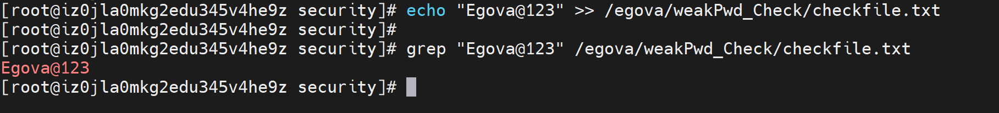 [root@iz0jla0mkg2edu345v4he9z security]# echo "Egova@123" >> /egova/weakPwd_Check/checkfile.txt
[root@iz0jla0mkg2edu345v4he9z security]#
[root@iz0jla0mkg2edu345v4he9z security]# grep "Egova@123" /egova/weakPwd_Check/checkfile.txt
Egova@123
[root@iz0jla0mkg2edu345v4he9z security]#